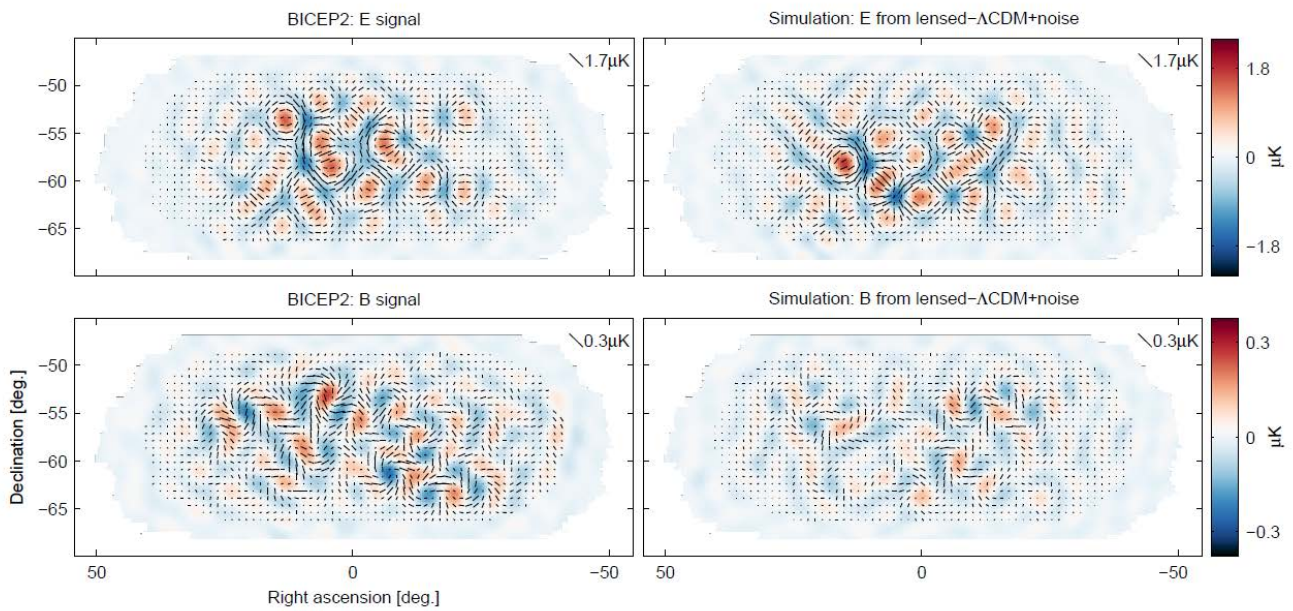 BICEP2: E signal
Simulation: E from lensed−ΛCDM+noise
1.7μK
1.7μK
−50
−55
−60
−65
1.8
0
−1.8
μK
BICEP2: B signal
Simulation: B from lensed−ΛCDM+noise
0.3μK
0.3μK
−50
−55
−60
−65
Declination [deg.]
0.3
0
−0.3
μK
50
0
−50
50
0
−50
Right ascension [deg.]